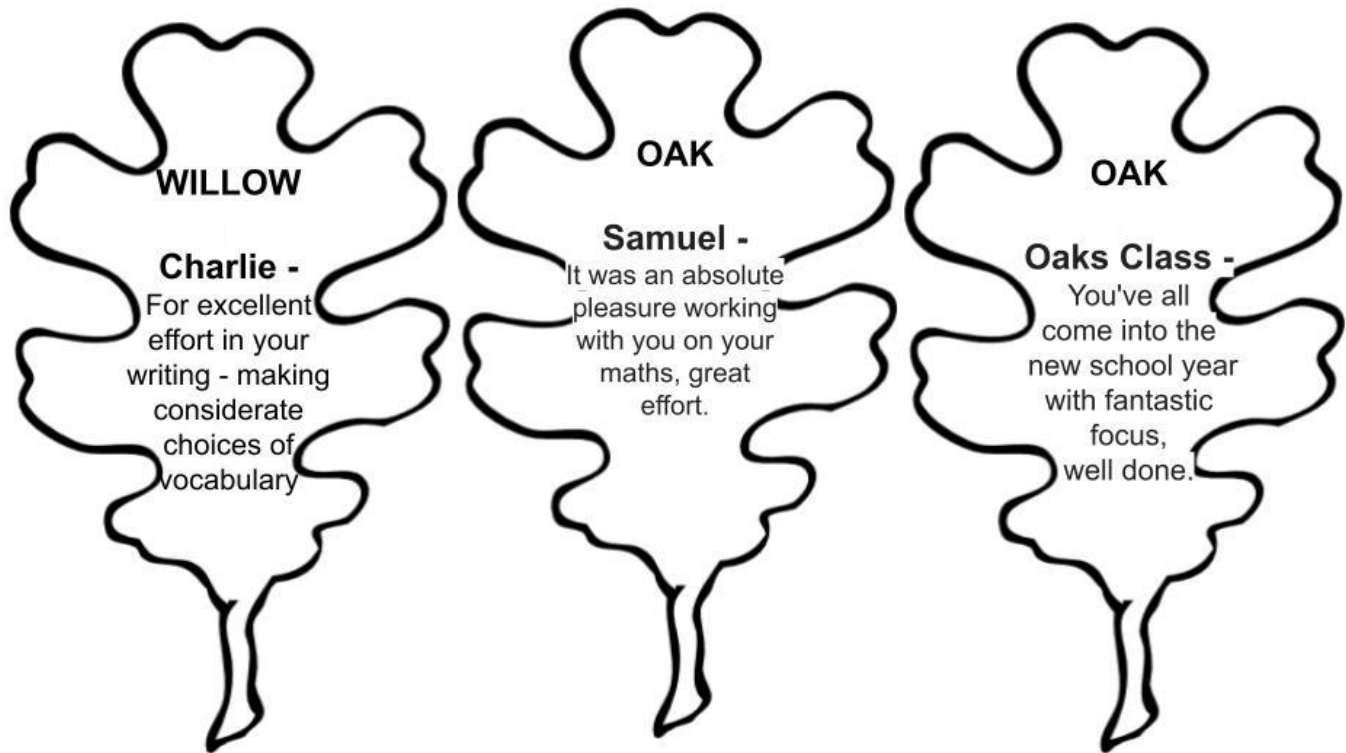 WILLOW
Charlie -
For excellent
effort in your
writing - making
considerate
choices of
vocabulary
OAK
Samuel -
It was an absolute
pleasure working
with you on your
maths, great
effort.
OAK
Oaks Class -
You've all
come into the
new school year
with fantastic
focus,
well done.